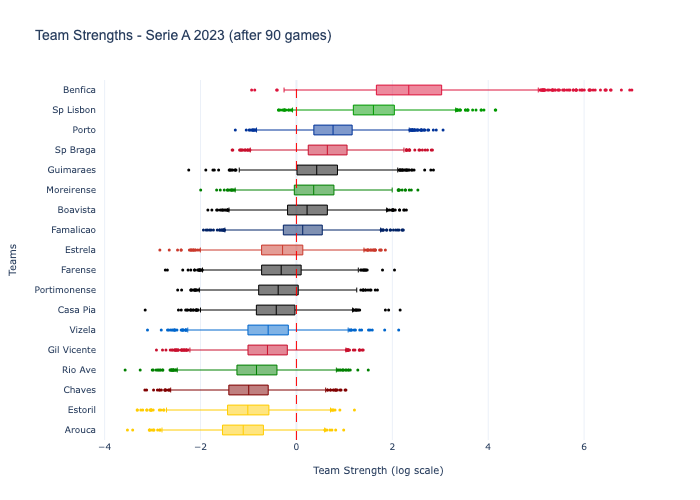 Team Strengths - Serie A 2023 (after 90 games)
Benfica
Sp Lisbon
Porto
Sp Braga
Guimaraes
Moreirense
Boavista
Famalicao
Estrela
Farense
Portimonense
Casa Pia
Vizela
Gil Vicente
Rio Ave
Chaves
Estoril
Arouca
Teams
−4 −2 0 2 4 6
Team Strength (log scale)